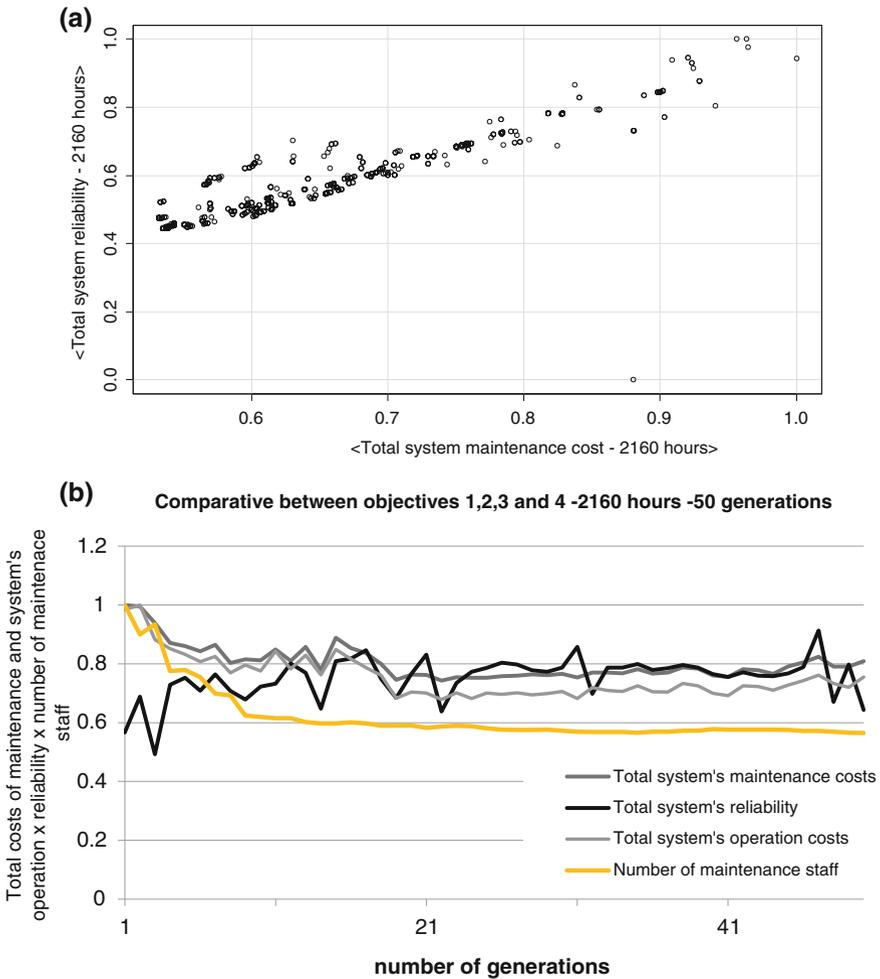 (a)
<Total system reliability - 2160 hours>
1.0
0.8
0.6
0.4
0.2
0.0
0.6
0.7
0.8
0.9
1.0
<Total system maintenance cost - 2160 hours>
(b)
Comparative between objectives 1,2,3 and 4 -2160 hours -50 generations
Total costs of maintenance and system's
operation x reliability x number of maintenace
staff
1.2
1
0.8
0.6
0.4
0.2
0
Total system's maintenance costs
Total system's reliability
Total system's operation costs
Number of maintenance staff
1
21
41
number of generations